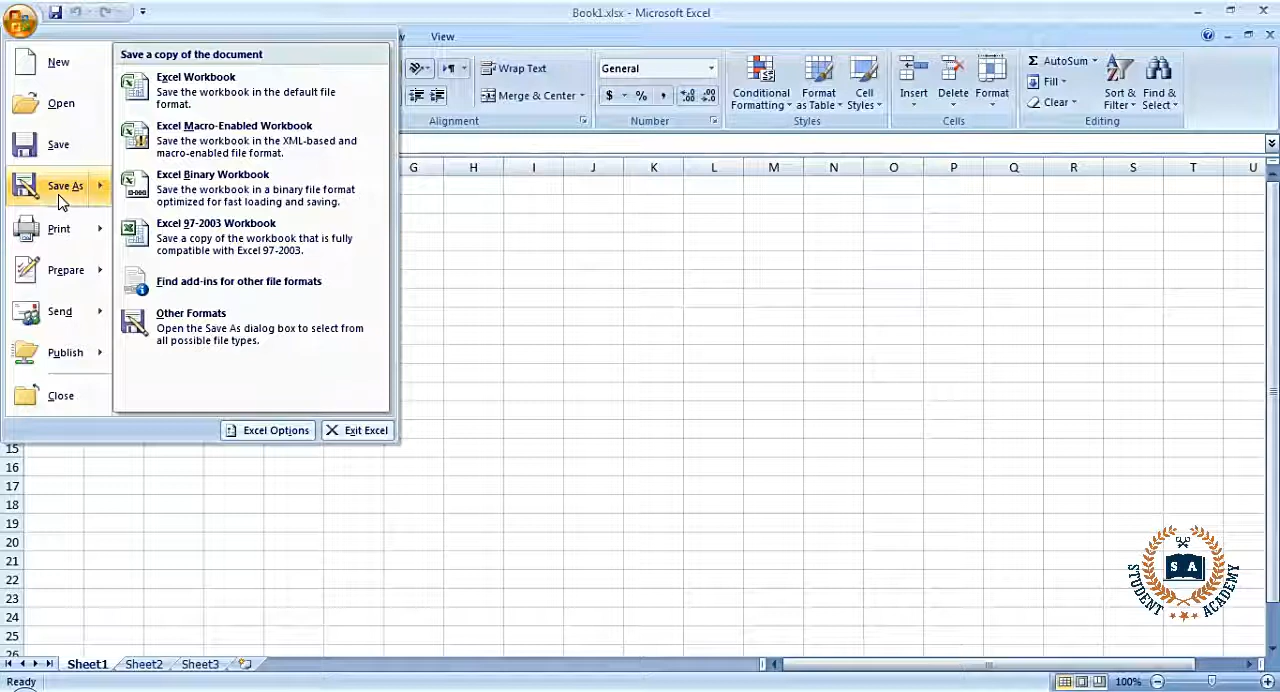 Book1.xlsx - Microsoft Excel
View
New
Open
Save
Save As
Print
Prepare
Send
Publish
Close
Save a copy of the document
Excel Workbook
Save the workbook in the default file
format.
Excel Macro-Enabled Workbook
Save the workbook in the XML-based and
macro-enabled file format.
Excel Binary Workbook
Save the workbook in a binary file format
optimized for fast loading and saving.
Excel 97-2003 Workbook
Save a copy of the workbook that is fully
compatible with Excel 97-2003.
Find add-ins for other file formats
Other Formats
Open the Save As dialog box to select from
all possible file types.
Excel Options
Exit Excel
Wrap Text
Merge & Center
Alignment
General
$ % ,
Number
Conditional
Formatting
Format
as Table
Cell
Styles
Styles
Insert
Delete
Format
Cells
Σ AutoSum
Fill
Clear
Sort &
Filter
Find &
Select
Editing
G H I J K L M N O P Q R S T U
15
16
17
18
19
20
21
22
23
24
25
26
STUDENT ACADEMY
S A
Sheet1
Sheet2
Sheet3
Ready
100%